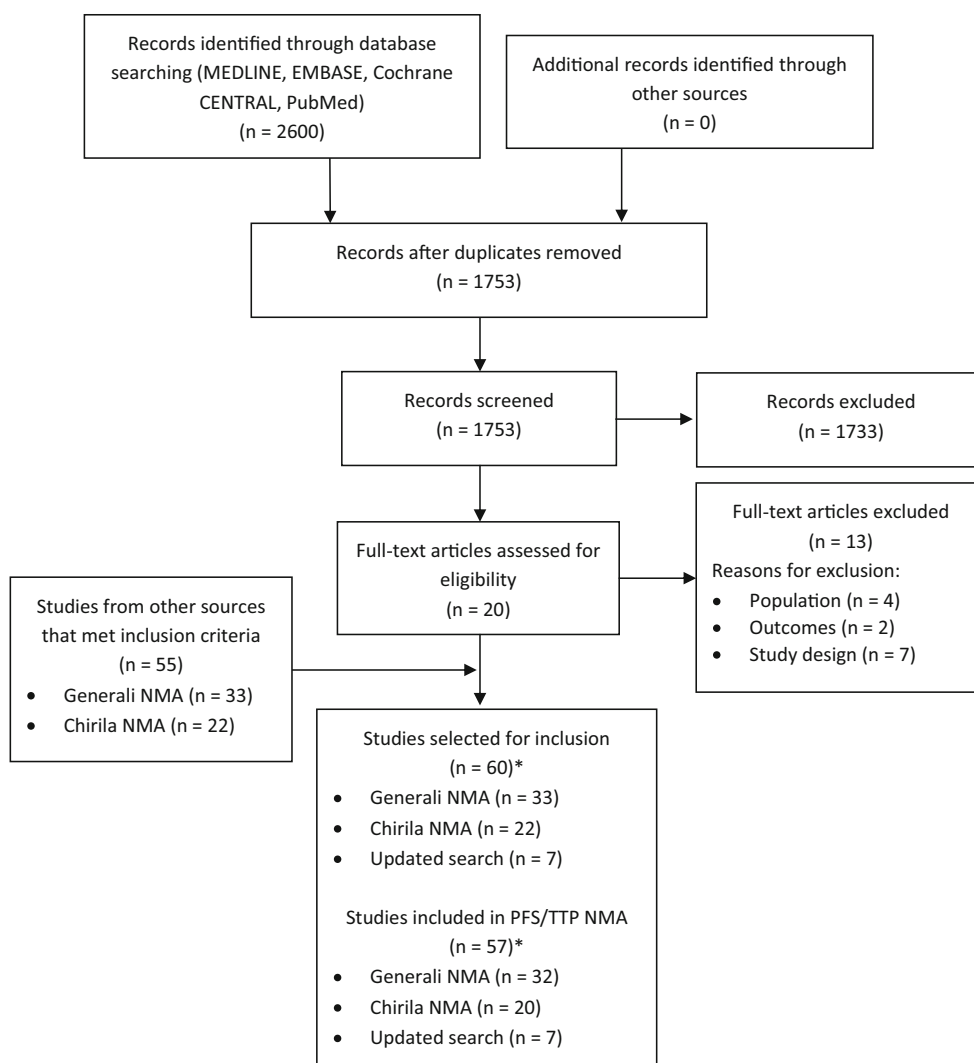 Records identified through database
searching (MEDLINE, EMBASE, Cochrane
CENTRAL, PubMed)
(n = 2600)
Additional records identified through
other sources
(n = 0)
Records after duplicates removed
(n = 1753)
Records screened
(n = 1753)
Records excluded
(n = 1733)
Full-text articles assessed for
eligibility
(n = 20)
Full-text articles excluded
(n = 13)
Reasons for exclusion:
• Population (n = 4)
• Outcomes (n = 2)
• Study design (n = 7)
Studies from other sources
that met inclusion criteria
(n = 55)
• Generali NMA (n = 33)
• Chirila NMA (n = 22)
Studies selected for inclusion
(n = 60)*
• Generali NMA (n = 33)
• Chirila NMA (n = 22)
• Updated search (n = 7)
Studies included in PFS/TTP NMA
(n = 57)*
• Generali NMA (n = 32)
• Chirila NMA (n = 20)
• Updated search (n = 7)